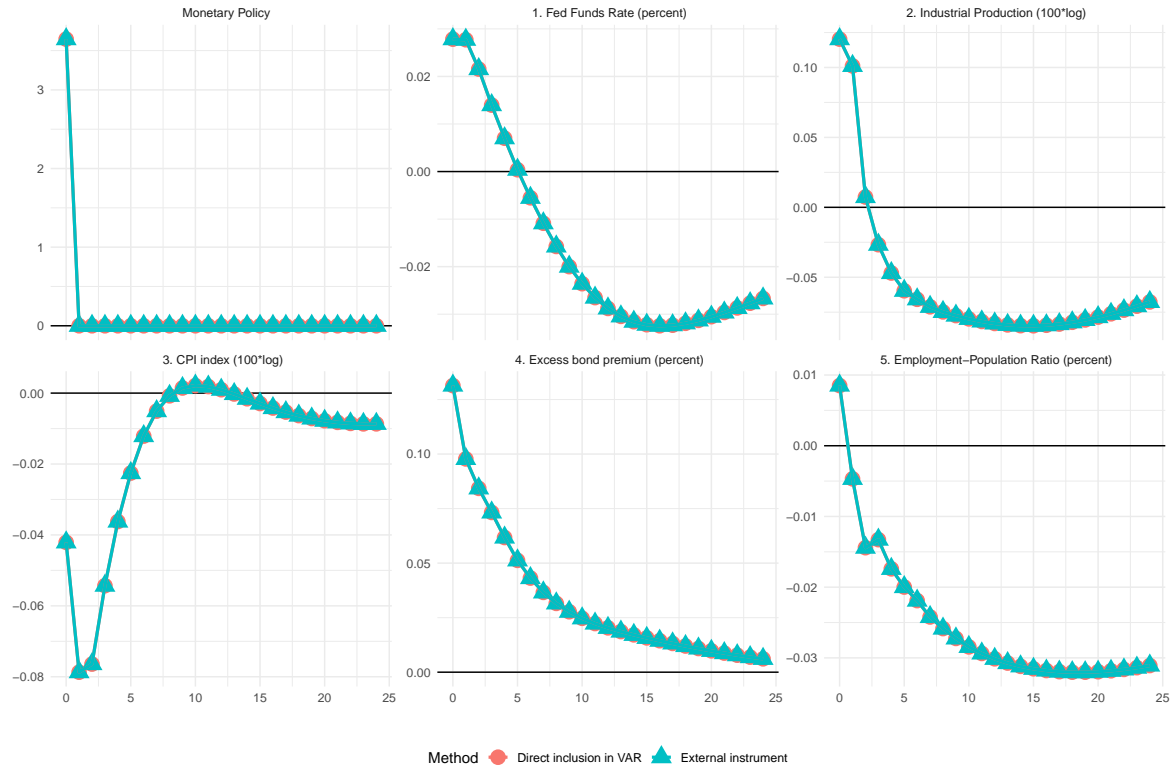 Monetary Policy
1. Fed Funds Rate (percent)
2. Industrial Production (100*log)
3
2
1
0
0.02
0.00
−0.02
0.10
0.05
0.00
−0.05
3. CPI index (100*log)
4. Excess bond premium (percent)
5. Employment−Population Ratio (percent)
0.00
−0.02
−0.04
−0.06
−0.08
0.10
0.05
0.00
0.01
0.00
−0.01
−0.02
−0.03
0 5 10 15 20 25
0 5 10 15 20 25
0 5 10 15 20 25
Method Direct inclusion in VAR External instrument